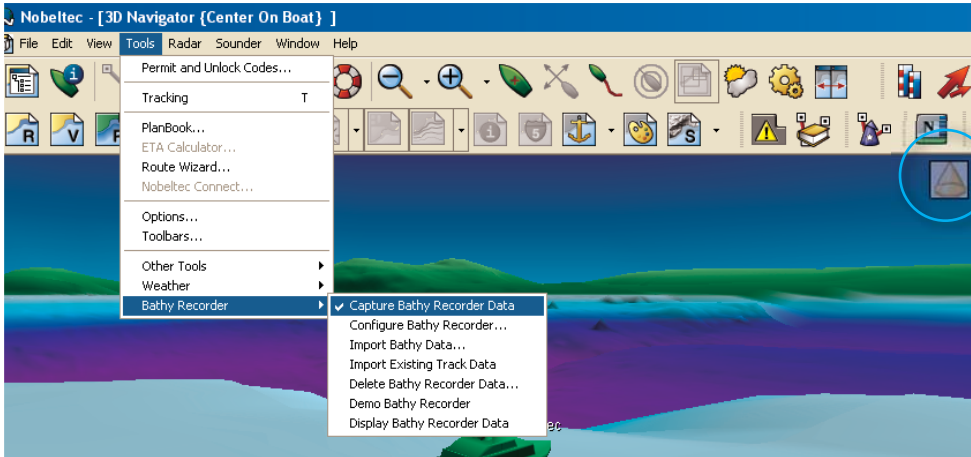 Nobeltec - [3D Navigator {Center On Boat} ]
File Edit View Tools Radar Sounder Window Help
Permit and Unlock Codes...
Tracking T
PlanBook...
ETA Calculator...
Route Wizard...
Nobeltec Connect...
Options...
Toolbars...
Other Tools
Weather
Bathy Recorder
Capture Bathy Recorder Data
Configure Bathy Recorder...
Import Bathy Data...
Import Existing Track Data
Delete Bathy Recorder Data...
Demo Bathy Recorder
Display Bathy Recorder Data
R V F i 5 S N
ec